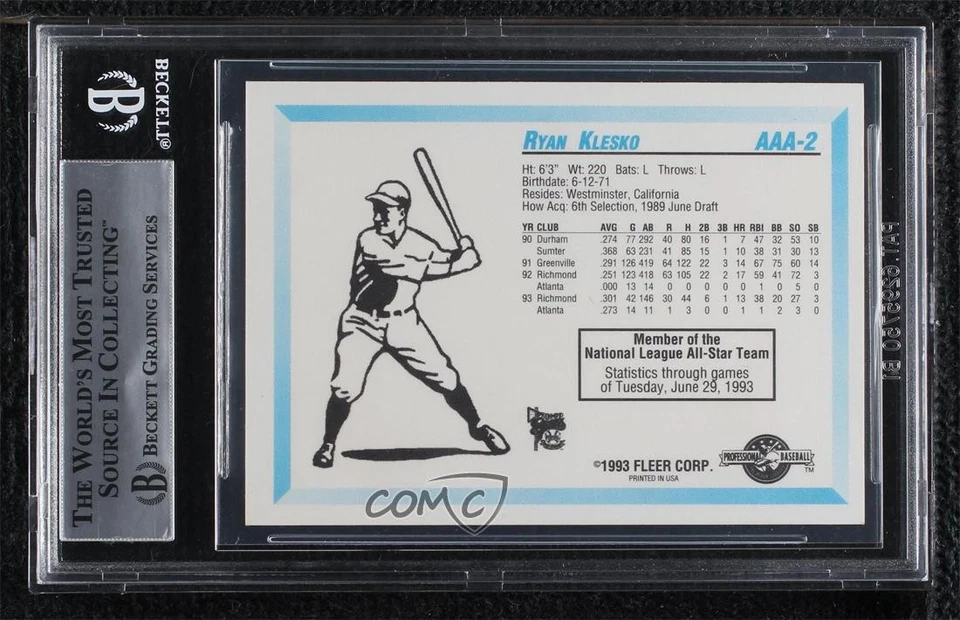 BECKETT®
B
THE WORLD'S MOST TRUSTED
SOURCE IN COLLECTING™
B BECKETT GRADING SERVICES
RYAN KLESKO AAA-2
Ht: 6'3" Wt: 220 Bats: L Throws: L
Birthdate: 6-12-71
Resides: Westminster, California
How Acq: 6th Selection, 1989 June Draft
YR CLUB AVG G AB R H 2B 3B HR RBI BB SO SB
90 Durham .274 77 292 40 80 16 1 7 47 32 53 10
Sumter .368 63 231 41 85 15 1 10 38 31 30 13
91 Greenville .291 126 419 64 122 22 3 14 67 75 60 14
92 Richmond .251 123 418 63 105 22 2 17 59 41 72 3
Atlanta .000 13 14 0 0 0 0 0 1 0 5 0
93 Richmond .301 42 146 30 44 6 1 13 38 20 27 3
Atlanta .273 14 11 1 3 0 0 1 1 2 3 0
Member of the
National League All-Star Team
Statistics through games
of Tuesday, June 29, 1993
©1993 FLEER CORP.
PRINTED IN USA
PROFESSIONAL BASEBALL
TM
COMC